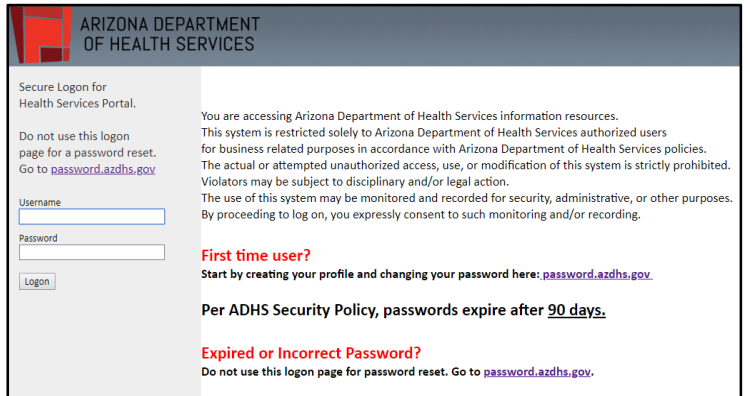 ARIZONA DEPARTMENT
OF HEALTH SERVICES
Secure Logon for
Health Services Portal.
Do not use this logon
page for a password reset.
Go to password.azdhs.gov
Username
Password
Logon
You are accessing Arizona Department of Health Services information resources.
This system is restricted solely to Arizona Department of Health Services authorized users
for business related purposes in accordance with Arizona Department of Health Services policies.
The actual or attempted unauthorized access, use, or modification of this system is strictly prohibited.
Violators may be subject to disciplinary and/or legal action.
The use of this system may be monitored and recorded for security, administrative, or other purposes.
By proceeding to log on, you expressly consent to such monitoring and/or recording.
First time user?
Start by creating your profile and changing your password here: password.azdhs.gov
Per ADHS Security Policy, passwords expire after 90 days.
Expired or Incorrect Password?
Do not use this logon page for password reset. Go to password.azdhs.gov.